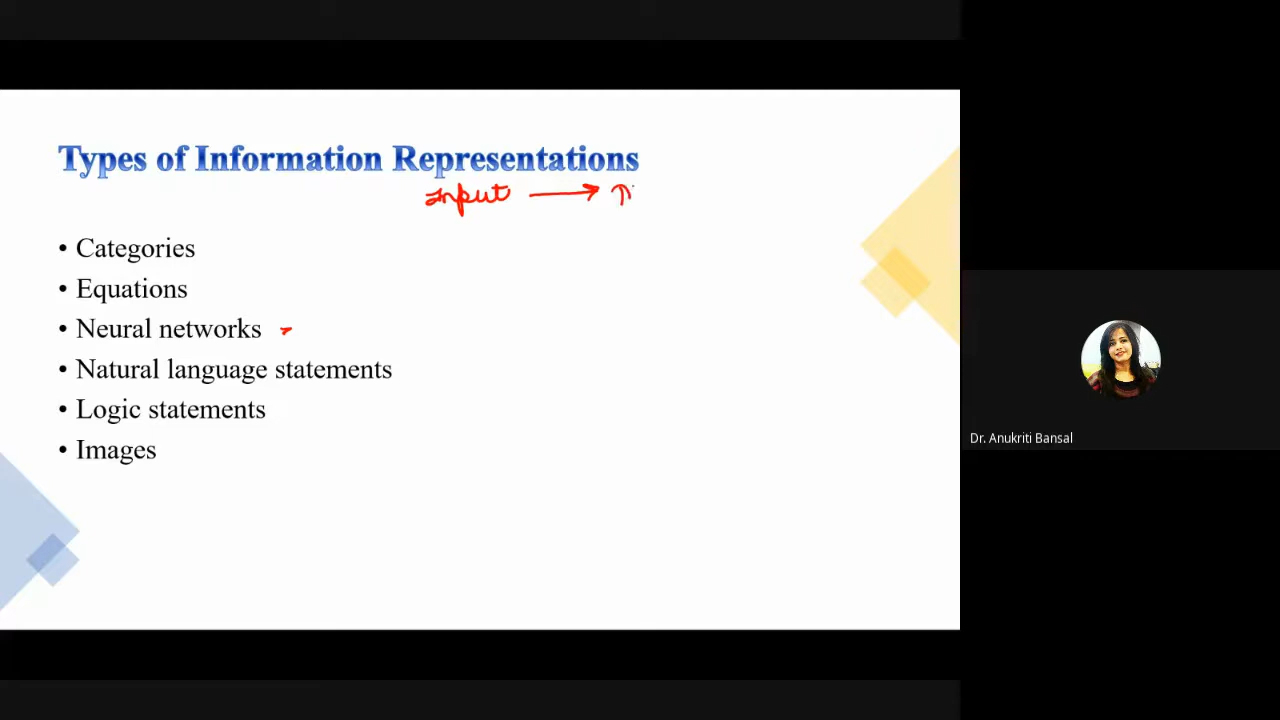 Types of Information Representations
Input
• Categories
• Equations
• Neural networks
• Natural language statements
• Logic statements
• Images
Dr. Anukriti Bansal